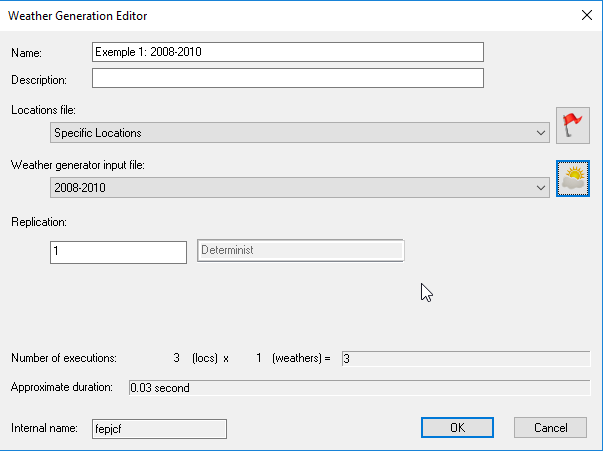 Weather Generation Editor
Name: Exemple 1: 2008-2010
Description:
Locations file:
Specific Locations
Weather generator input file:
2008-2010
Replication:
1 Determinist
Number of executions: 3 (locs) x 1 (weathers) = 3
Approximate duration: 0.03 second
Internal name: fepjcf OK Cancel